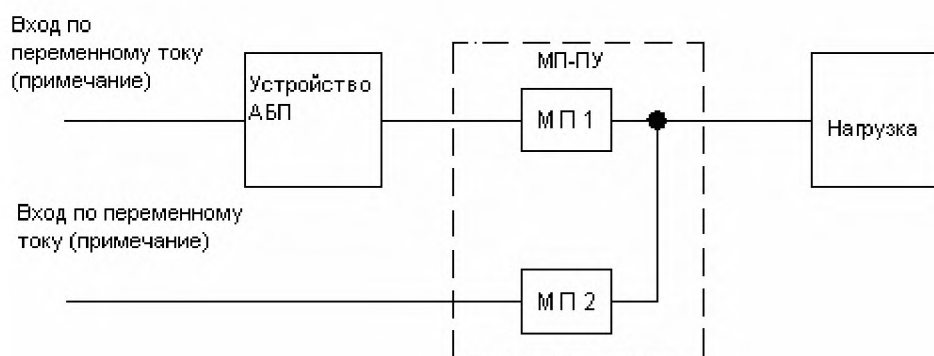 Вход по
переменному току
(примечание)
Устройство
АБП
МП-ПУ
МП 1
Нагрузка
Вход по переменному
току (примечание)
МП 2